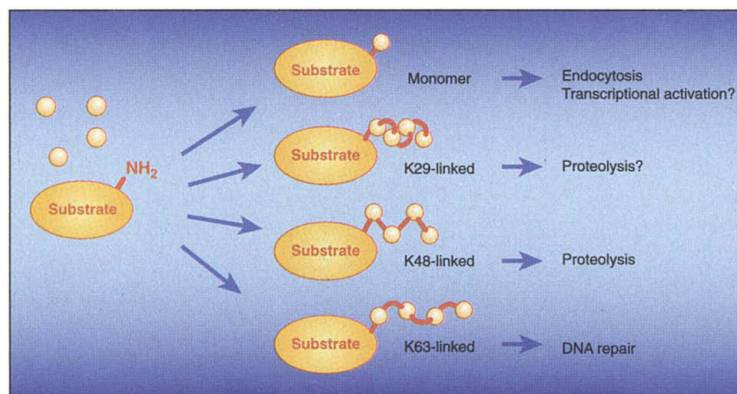 NH2
Substrate
Substrate
Monomer
Endocytosis
Transcriptional activation?
Substrate
K29-linked
Proteolysis?
Substrate
K48-linked
Proteolysis
Substrate
K63-linked
DNA repair